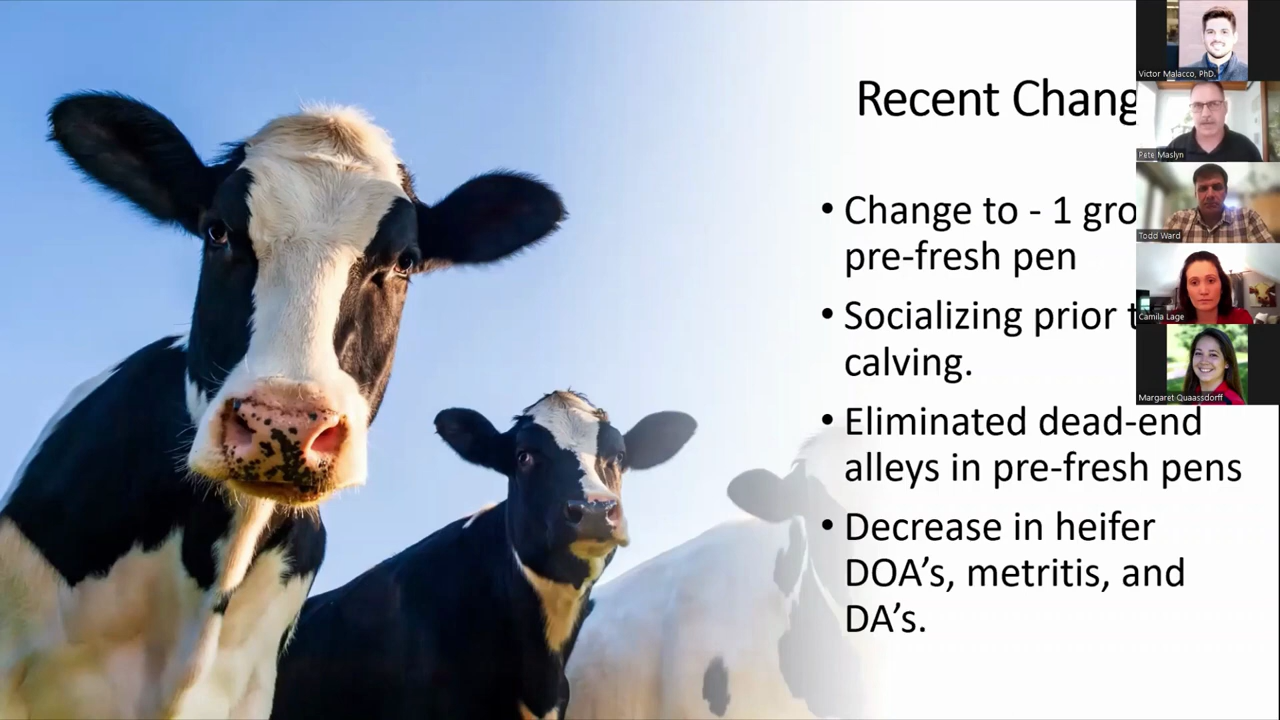 Recent Chang
• Change to - 1 gro
pre-fresh pen
• Socializing prior t
calving.
• Eliminated dead-end
alleys in pre-fresh pens
• Decrease in heifer
DOA’s, metritis, and
DA’s.
Victor Malacco, PhD.
Pete Maslyn
Todd Ward
Camila Lage
Margaret Quaassdorff